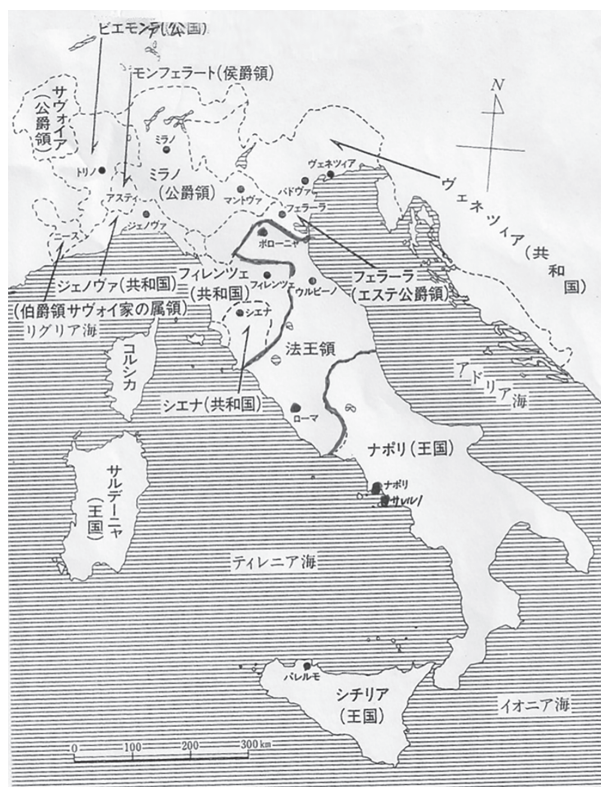 ピエモンテ(公国)
モンフェラート(侯爵領)
サヴォイア
(公爵領)
N
ミラノ
ミラノ
(公爵領)
トリノ
アスティ
ジェノヴァ
マントヴァ
パドヴァ
ヴェネツィア
フェラーラ
ヴェネツィア(共和国)
ニース
ボローニャ
ジェノヴァ(共和国)
フィレンツェ
(共和国)
フィレンツェ
ウルビーノ
フェラーラ
(エステ公爵領)
(伯爵領サヴォイ家の属領)
リグリア海
シエナ
法王領
コルシカ
シエナ(共和国)
アドリア海
ローマ
ナポリ(王国)
サルデーニャ
(王国)
ナポリ
サレルノ
ティレニア海
パレルモ
シチリア
(王国)
イオニア海
0 100 200 300km